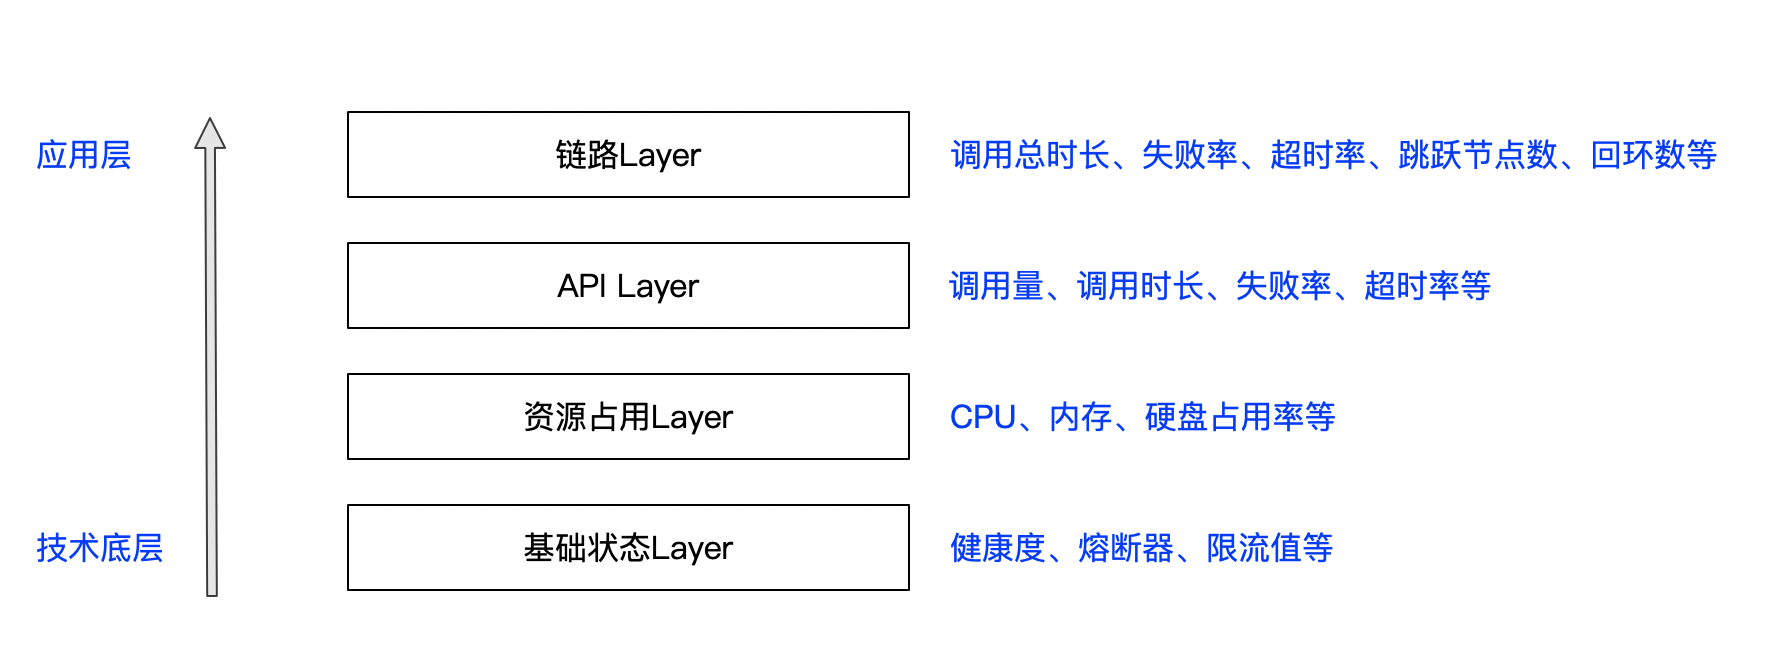 应用层
链路Layer
调用总时长、失败率、超时率、跳跃节点数、回环数等
API Layer
调用量、调用时长、失败率、超时率等
资源占用Layer
CPU、内存、硬盘占用率等
技术底层
基础状态Layer
健康度、熔断器、限流值等